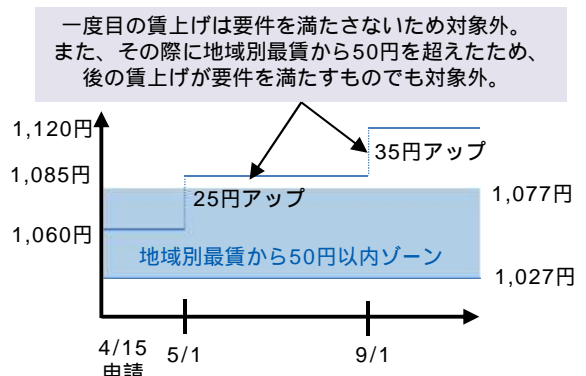 一度目の賃上げは要件を満たさないため対象外。
また、その際に地域別最賃から50円を超えたため、
後の賃上げが要件を満たすものでも対象外。
1,120円
35円アップ
1,085円
25円アップ
1,077円
1,060円
地域別最賃から50円以内ゾーン
1,027円
4/15
申請
5/1
9/1